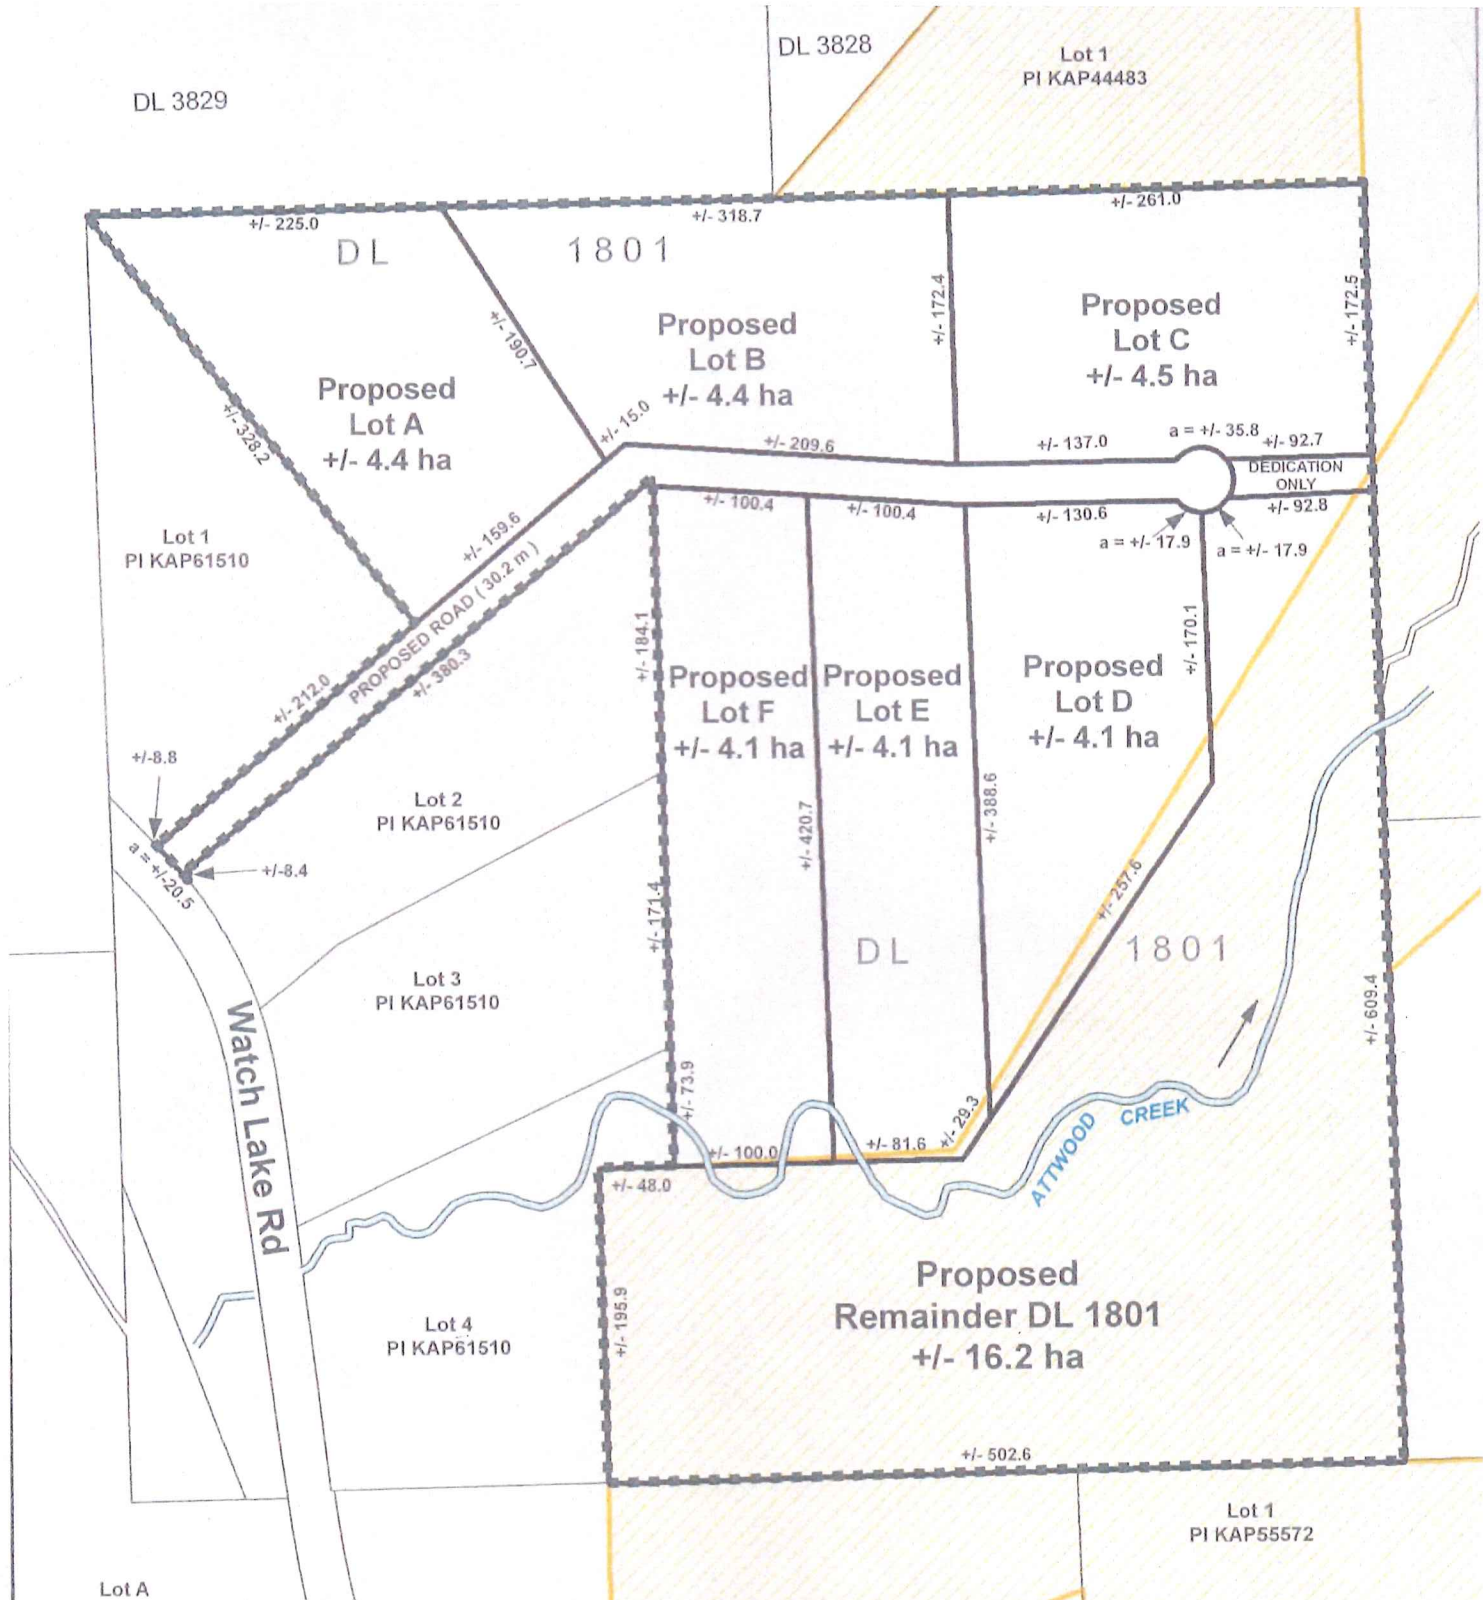 DL 3829
DL 3828
Lot 1
PI KAP44483
+/- 225.0
+/- 318.7
+/- 261.0
DL 1801
+/- 190.7
+/- 172.4
+/- 172.5
Proposed
Lot A
+/- 4.4 ha
Proposed
Lot B
+/- 4.4 ha
Proposed
Lot C
+/- 4.5 ha
+/- 328.2
+/- 15.0
+/- 209.6
+/- 137.0
a = +/- 35.8
+/- 92.7
DEDICATION
ONLY
+/- 92.8
+/- 100.4
+/- 100.4
+/- 130.6
a = +/- 17.9
a = +/- 17.9
Lot 1
PI KAP61510
+/- 159.6
PROPOSED ROAD ( 30.2 m )
+/- 212.0
+/- 380.3
+/- 184.1
+/- 170.1
Proposed
Lot F
+/- 4.1 ha
Proposed
Lot E
+/- 4.1 ha
Proposed
Lot D
+/- 4.1 ha
+/-8.8
a = +/-20.5
+/-8.4
Lot 2
PI KAP61510
+/- 420.7
+/- 388.6
+/- 257.6
+/- 171.4
DL 1801
Lot 3
PI KAP61510
+/- 609.4
Watch Lake Rd
+/- 73.9
+/- 29.3
+/- 100.0
+/- 81.6
+/- 48.0
ATTWOOD CREEK
+/- 195.9
Proposed
Remainder DL 1801
+/- 16.2 ha
Lot 4
PI KAP61510
+/- 502.6
Lot 1
PI KAP55572
Lot A